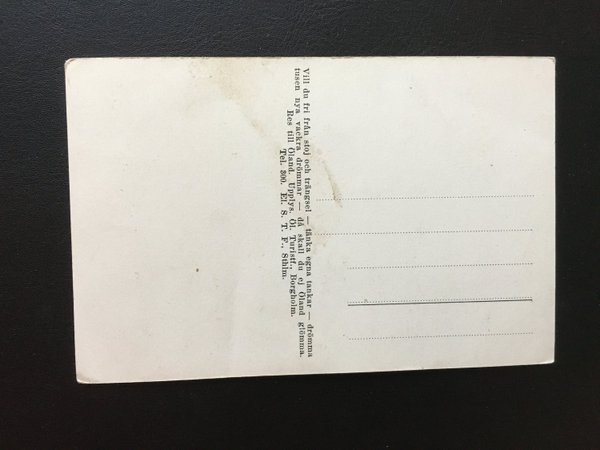 Vill du fri från stoj och trängsel — tänka egna tankar — drömma
tusen nya vackra drömmar — då skall du ej Öland glömma.
Res till Öland. Upplys. Öl. Turistf., Borgholm.
Tel. 300. El. S. T. F., Sthlm.